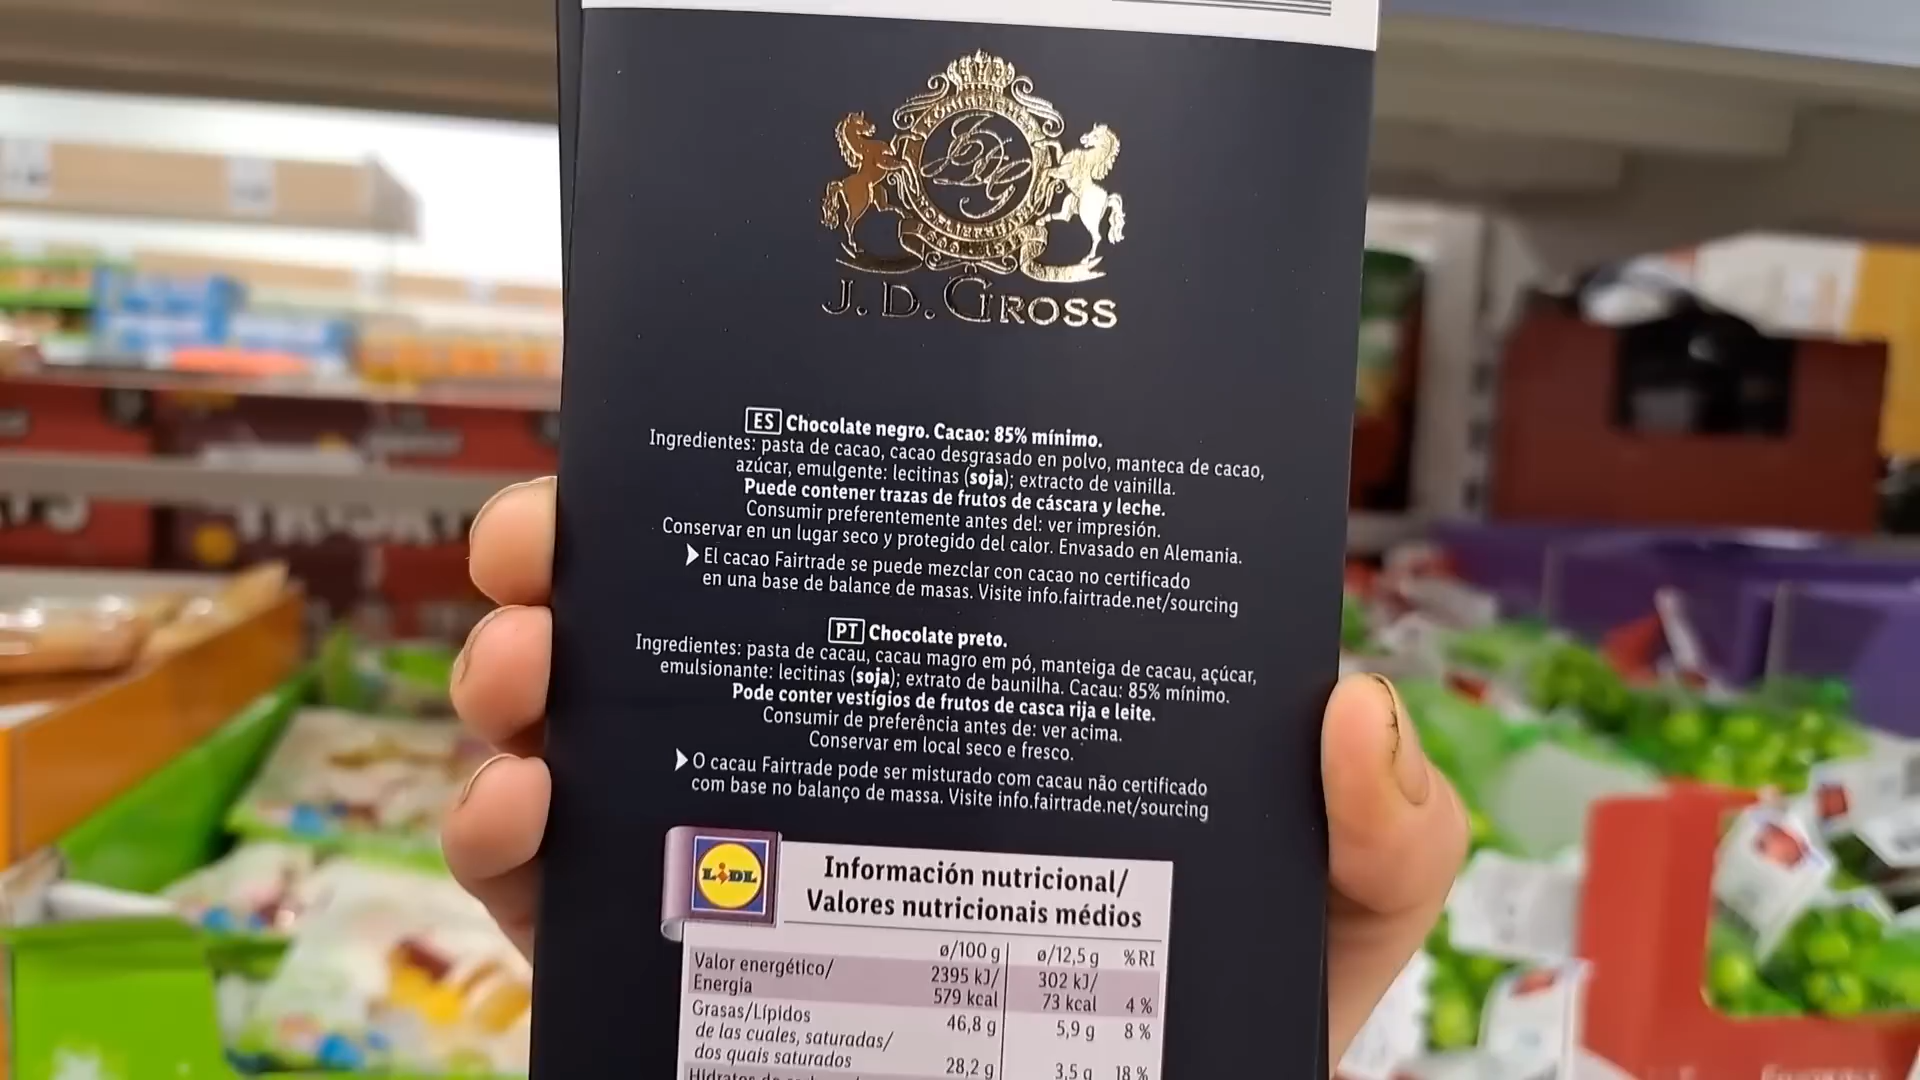 J. D. GROSS
ES Chocolate negro. Cacao: 85% mínimo.
Ingredientes: pasta de cacao, cacao desgrasado en polvo, manteca de cacao,
azúcar, emulgente: lecitinas (soja); extracto de vainilla.
Puede contener trazas de frutos de cáscara y leche.
Consumir preferentemente antes del: ver impresión.
Conservar en un lugar seco y protegido del calor. Envasado en Alemania.
El cacao Fairtrade se puede mezclar con cacao no certificado
en una base de balance de masas. Visite info.fairtrade.net/sourcing
PT Chocolate preto.
Ingredientes: pasta de cacau, cacau magro em pó, manteiga de cacau, açúcar,
emulsionante: lecitinas (soja); extrato de baunilha. Cacau: 85% mínimo.
Pode conter vestígios de frutos de casca rija e leite.
Consumir de preferência antes de: ver acima.
Conservar em local seco e fresco.
O cacau Fairtrade pode ser misturado com cacau não certificado
com base no balanço de massa. Visite info.fairtrade.net/sourcing
LIDL
Información nutricional/
Valores nutricionais médios
ø/100 g ø/12,5 g %RI
Valor energético/ 2395 kJ/ 302 kJ/
Energia 579 kcal 73 kcal 4 %
Grasas/Lípidos 46,8 g 5,9 g 8 %
de las cuales, saturadas/
dos quais saturados 28,2 g 3,5 g 18 %
Hidratos de